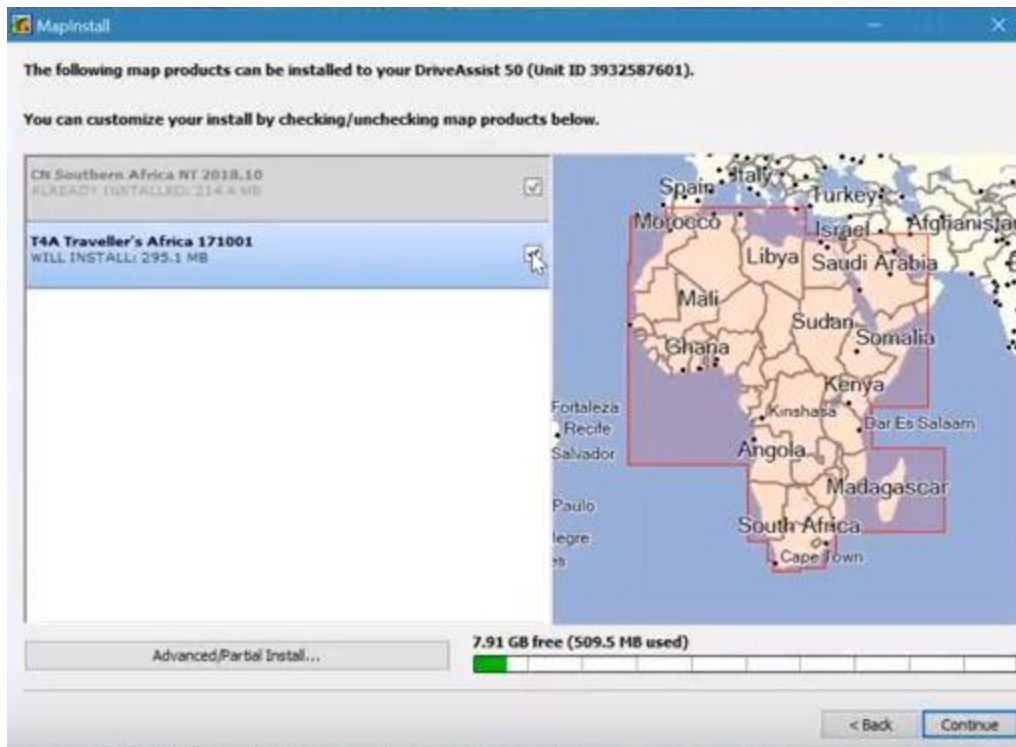 MapInstall
The following map products can be installed to your DriveAssist 50 (Unit ID 3932587601).
You can customize your install by checking/unchecking map products below.
CN Southern Africa NT 2018.10
ALREADY INSTALLED: 214.4 MB
T4A Traveller's Africa 171001
WILL INSTALL: 295.1 MB
Spain
Italy
Turkey
Morocco
Israel
Afghanistan
Libya
Saudi Arabia
Mali
Sudan
Somalia
Ghana
Kenya
Fortaleza
Kinshasa
Recife
Dar Es Salaam
Salvador
Angola
Madagascar
Paulo
South Africa
legre
Cape Town
es
7.91 GB free (509.5 MB used)
Advanced/Partial Install...
< Back
Continue